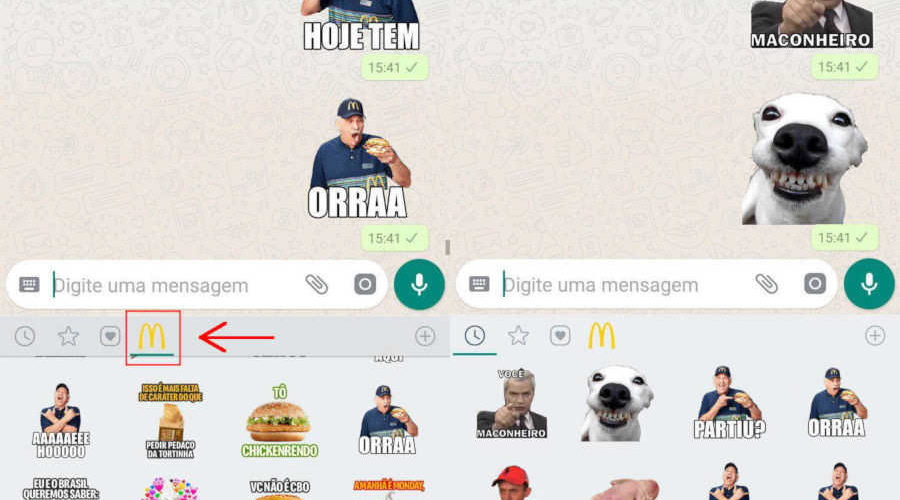 HOJE TEM
15:41
ORRAA
15:41
Digite uma mensagem
AQUI
AAAAAEEE
HOOOOO
ISSO É MAIS FALTA
DE CARÁTER DO QUE
PEDIR PEDAÇO
DA TORTINHA
TÔ
CHICKENRENDO
ORRAA
EU E O BRASIL
QUEREMOS SABER:
VC NÃO É CBO
AMANHÃ É MONDAY,
MACONHEIRO
15:41
15:41
Digite uma mensagem
VOCÊ
MACONHEIRO
PARTIU?
ORRAA